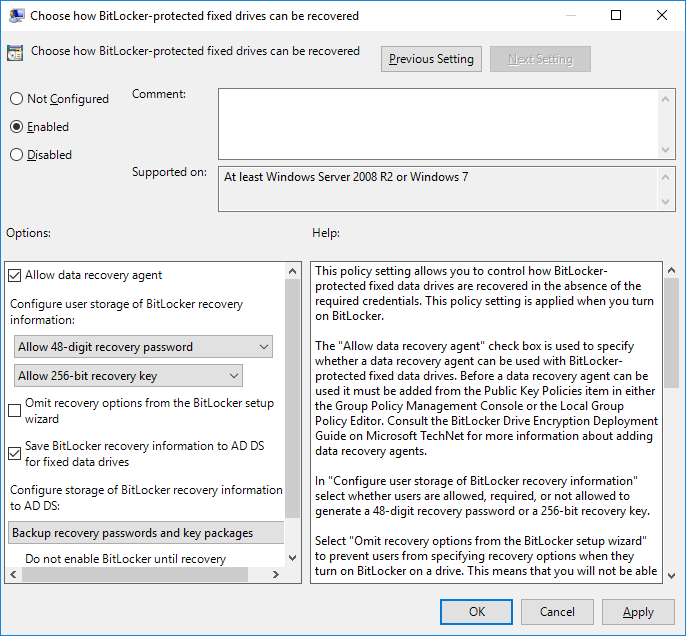 Choose how BitLocker-protected fixed drives can be recovered
Choose how BitLocker-protected fixed drives can be recovered
Previous Setting
Next Setting
Not Configured
Enabled
Disabled
Comment:
Supported on:
At least Windows Server 2008 R2 or Windows 7
Options:
Help:
Allow data recovery agent
Configure user storage of BitLocker recovery
information:
Allow 48-digit recovery password
Allow 256-bit recovery key
Omit recovery options from the BitLocker setup
wizard
Save BitLocker recovery information to AD DS
for fixed data drives
Configure storage of BitLocker recovery information
to AD DS:
Backup recovery passwords and key packages
Do not enable BitLocker until recovery
This policy setting allows you to control how BitLocker-
protected fixed data drives are recovered in the absence of the
required credentials. This policy setting is applied when you turn
on BitLocker.
The "Allow data recovery agent" check box is used to specify
whether a data recovery agent can be used with BitLocker-
protected fixed data drives. Before a data recovery agent can be
used it must be added from the Public Key Policies item in either
the Group Policy Management Console or the Local Group
Policy Editor. Consult the BitLocker Drive Encryption Deployment
Guide on Microsoft TechNet for more information about adding
data recovery agents.
In "Configure user storage of BitLocker recovery information"
select whether users are allowed, required, or not allowed to
generate a 48-digit recovery password or a 256-bit recovery key.
Select "Omit recovery options from the BitLocker setup wizard"
to prevent users from specifying recovery options when they
turn on BitLocker on a drive. This means that you will not be able
OK
Cancel
Apply